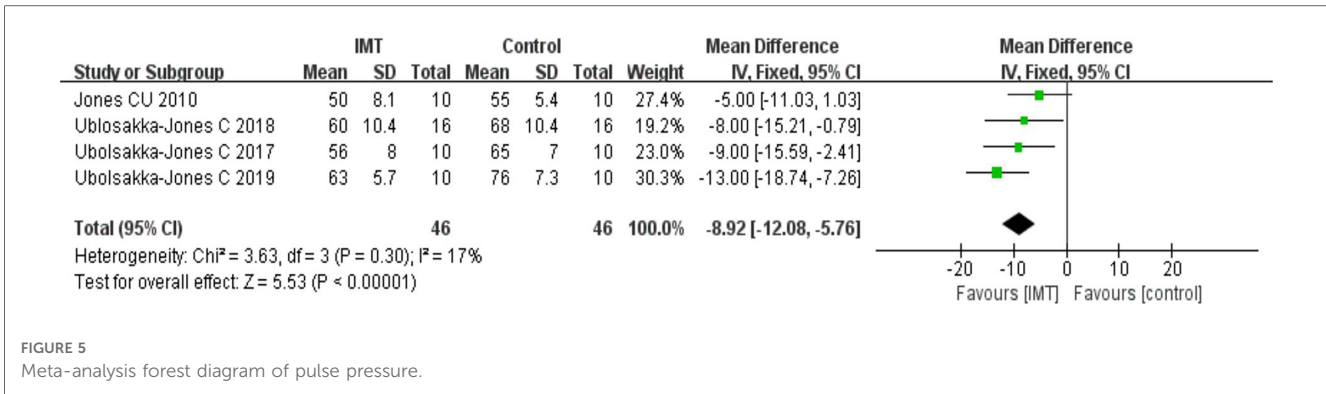 IMT Control Mean Difference Mean Difference
Study or Subgroup Mean SD Total Mean SD Total Weight IV, Fixed, 95% CI IV, Fixed, 95% CI
Jones CU 2010 50 8.1 10 55 5.4 10 27.4% -5.00 [-11.03, 1.03]
Ublosakka-Jones C 2018 60 10.4 16 68 10.4 16 19.2% -8.00 [-15.21, -0.79]
Ubolsakka-Jones C 2017 56 8 10 65 7 10 23.0% -9.00 [-15.59, -2.41]
Ubolsakka-Jones C 2019 63 5.7 10 76 7.3 10 30.3% -13.00 [-18.74, -7.26]
Total (95% CI) 46 46 100.0% -8.92 [-12.08, -5.76]
Heterogeneity: Chi² = 3.63, df = 3 (P = 0.30); I² = 17%
Test for overall effect: Z = 5.53 (P < 0.00001)
-20 -10 0 10 20
Favours [IMT] Favours [control]
FIGURE 5
Meta-analysis forest diagram of pulse pressure.